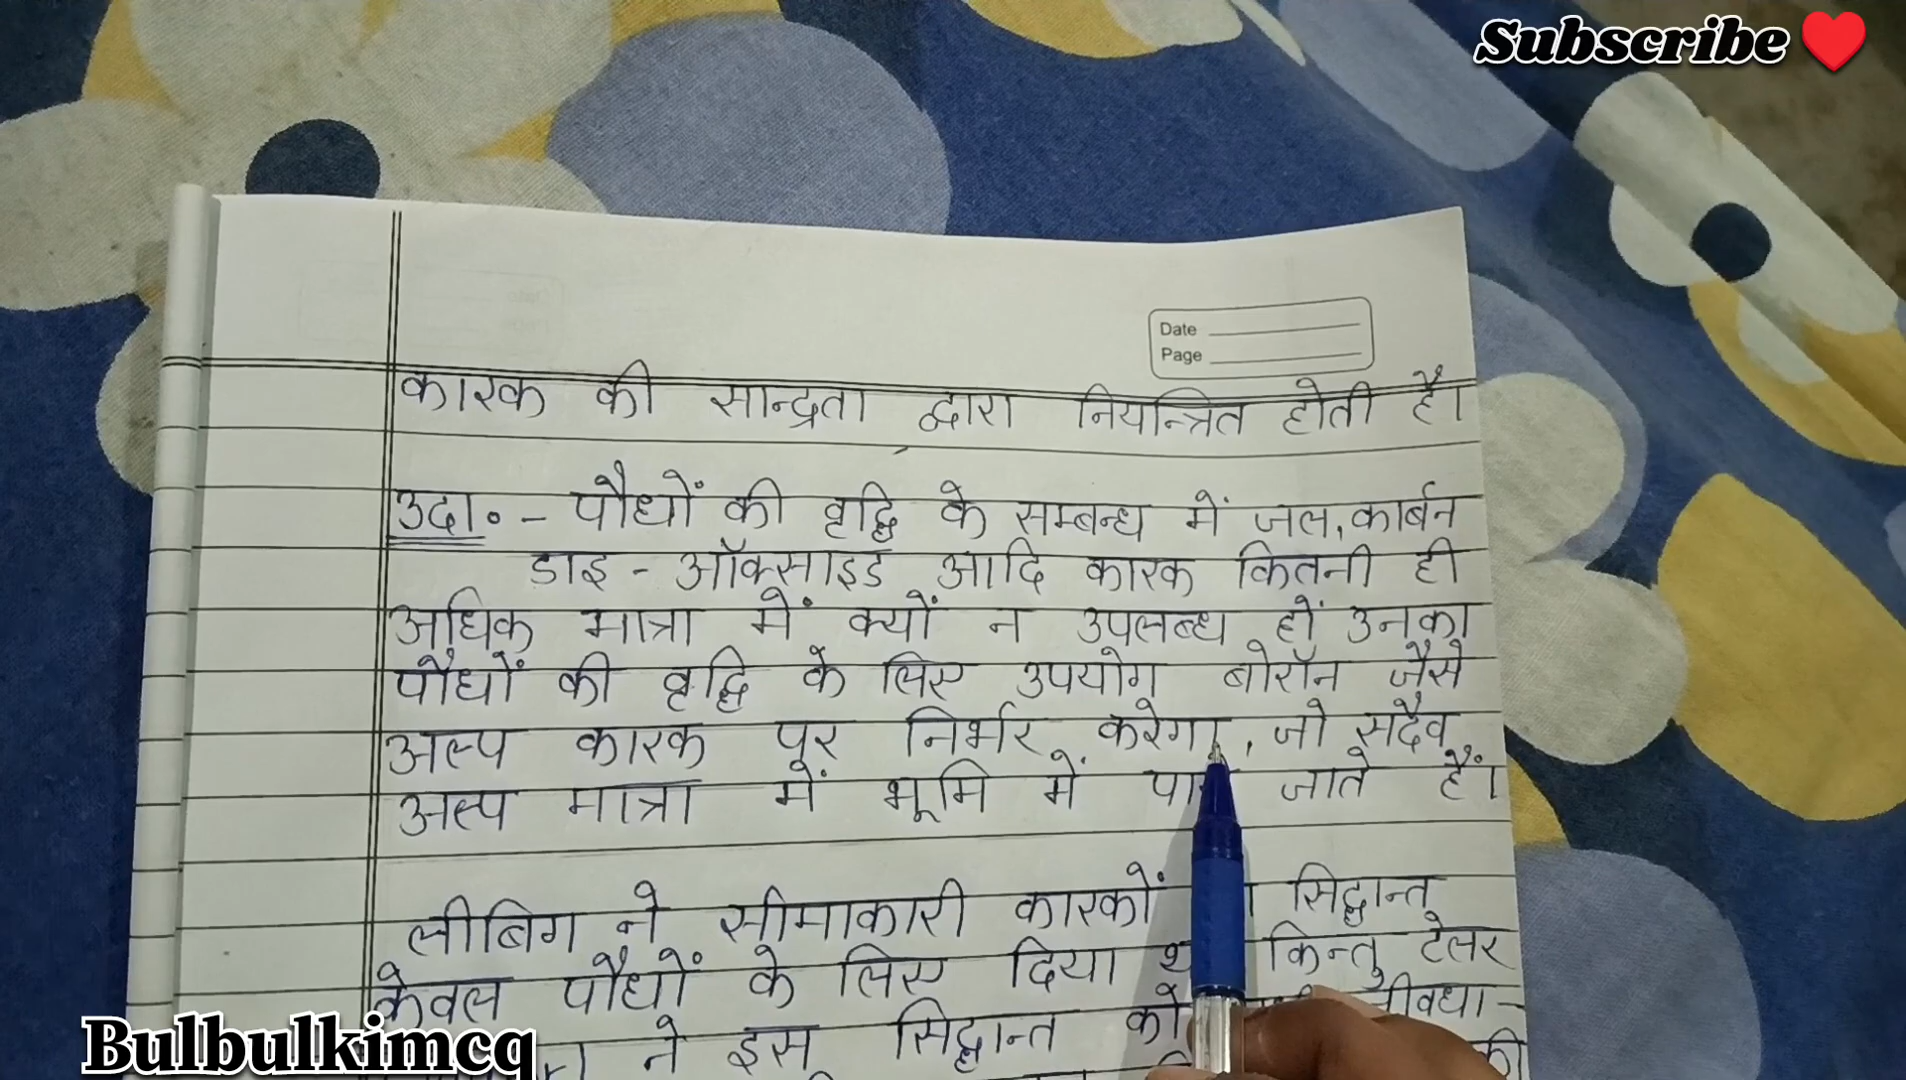 Subscribe ❤️
Date
Page
कारक की सान्द्रता द्वारा नियन्त्रित होती है।
उदा०- पौधों की वृद्धि के सम्बन्ध में जल, कार्बन
डाइ-ऑक्साइड आदि कारक कितनी ही
अधिक मात्रा में क्यों न उपलब्ध हों उनका
पौधों की वृद्धि के लिए उपयोग बोरॉन जैसे
अल्प कारक पर निर्भर करेगा, जो सदैव
अल्प मात्रा में भूमि में जाते हैं।
लीबिग ने सीमाकारी कारकों सिद्धान्त
केवल पौधों के लिए दिया किन्तु टेलर
ने इस सिद्धान्त को
की
Bulbulkimcq